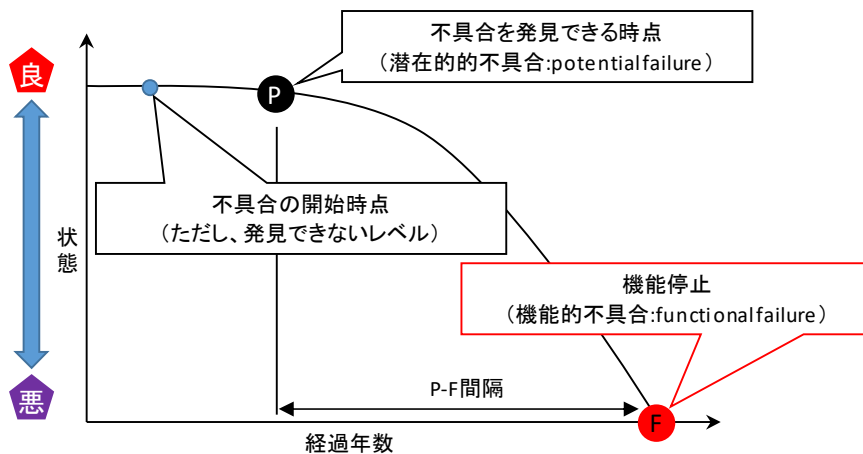 不具合を発見できる時点
（潜在的的不具合:potentialfailure）
良
P
不具合の開始時点
（ただし、発見できないレベル）
状態
機能停止
（機能的不具合:functionalfailure）
悪
P-F間隔
F
経過年数